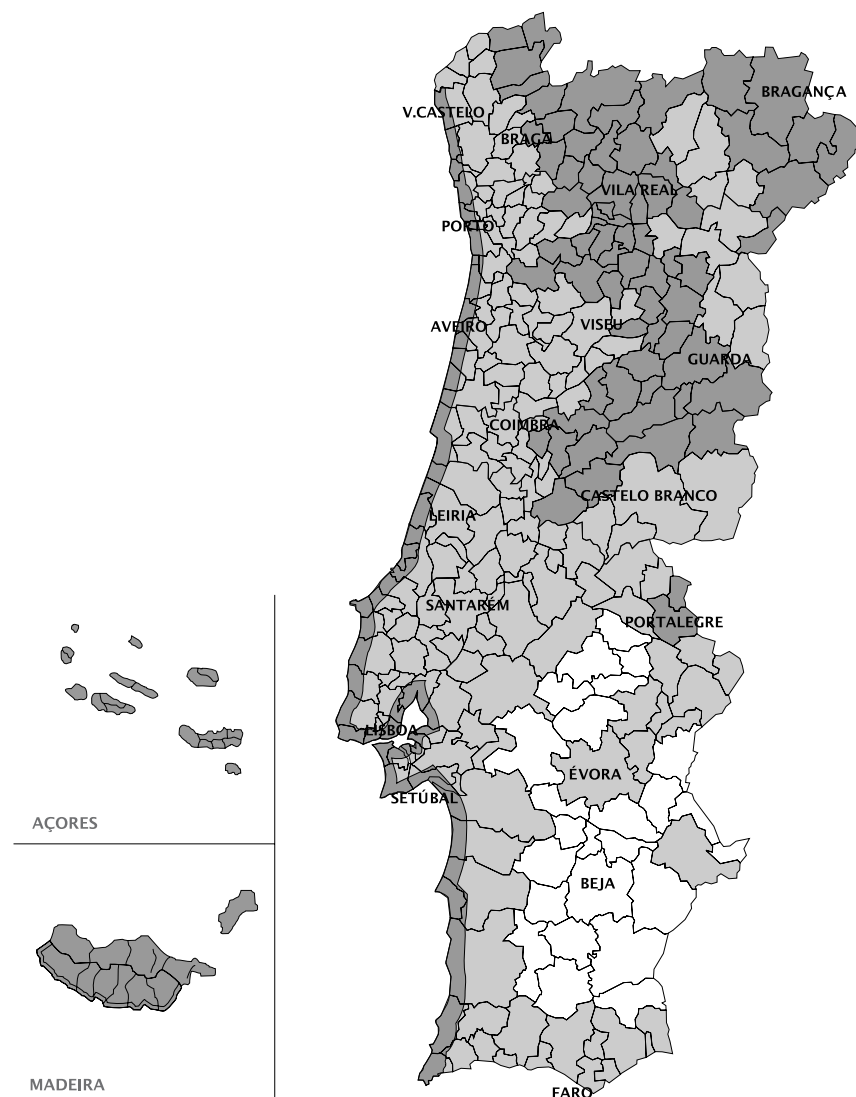 BRAGANÇA
V.CASTELO
BRAGA
VILA REAL
PORTO
AVEIRO
VISEU
GUARDA
COIMBRA
CASTELO BRANCO
LEIRIA
SANTARÉM
PORTALEGRE
LISBOA
ÉVORA
SETÚBAL
AÇORES
BEJA
MADEIRA
FARO